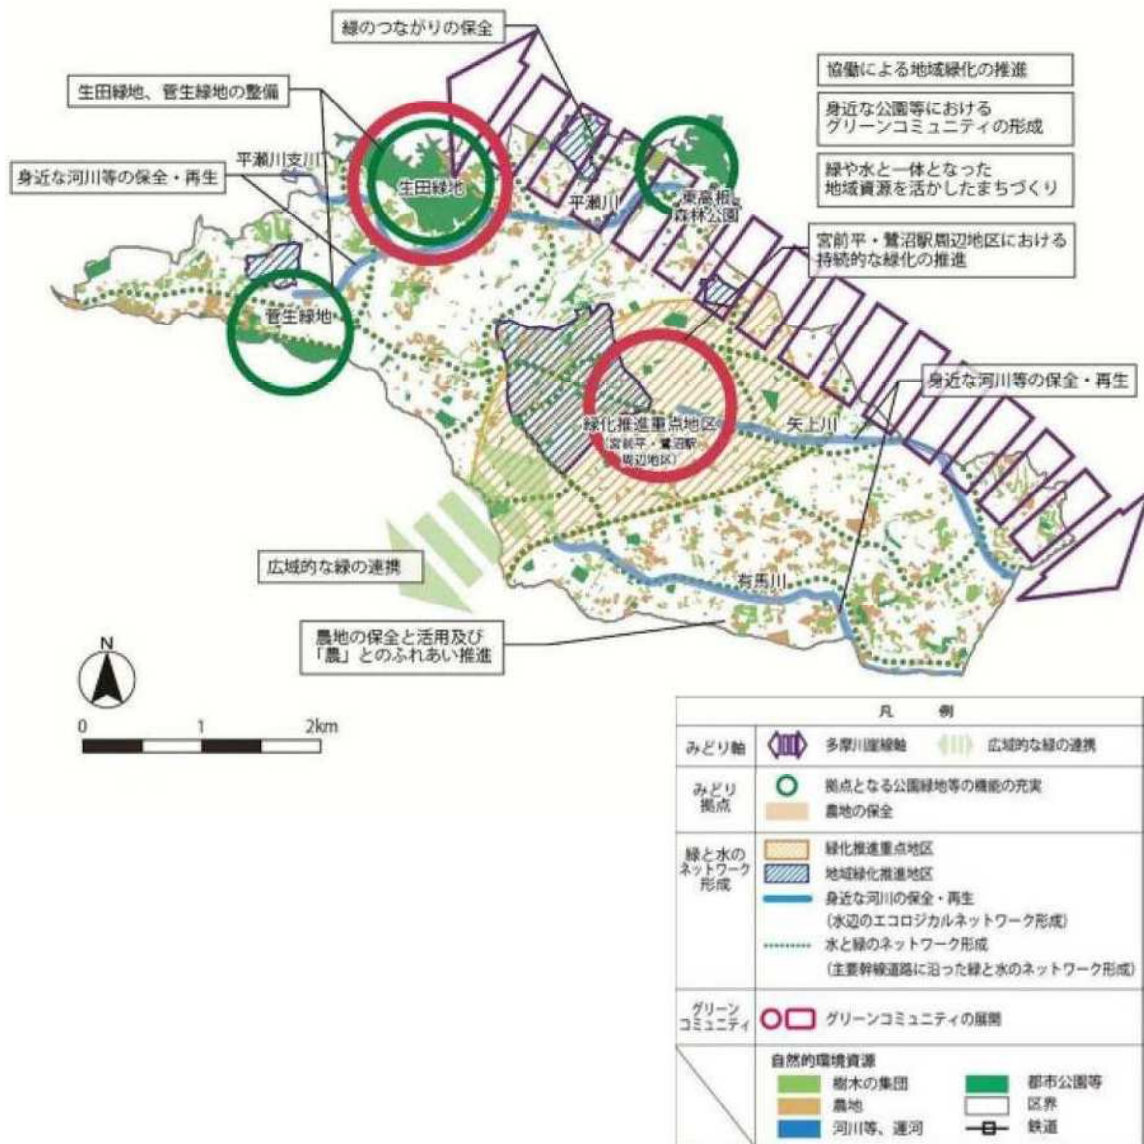 緑のつながりの保全
生田緑地、菅生緑地の整備
身近な河川等の保全・再生
協働による地域緑化の推進
身近な公園等における
グリーンコミュニティの形成
緑や水と一体となった
地域資源を活かしたまちづくり
宮前平・鷺沼駅周辺地区における
持続的な緑化の推進
平瀬川支川
生田緑地
平瀬川
東高根
森林公園
菅生緑地
身近な河川等の保全・再生
緑化推進重点地区
(宮前平・鷺沼駅
周辺地区)
矢上川
広域的な緑の連携
有馬川
農地の保全と活用及び
「農」とのふれあい推進
N
0 1 2km
凡 例
みどり軸
多摩川崖線軸
広域的な緑の連携
みどり
拠点
拠点となる公園緑地等の機能の充実
農地の保全
緑と水の
ネットワーク
形成
緑化推進重点地区
地域緑化推進地区
身近な河川の保全・再生
(水辺のエコロジカルネットワーク形成)
水と緑のネットワーク形成
(主要幹線道路に沿った緑と水のネットワーク形成)
グリーン
コミュニティ
グリーンコミュニティの展開
自然的環境資源
樹木の集団
都市公園等
農地
区界
河川等、運河
鉄道